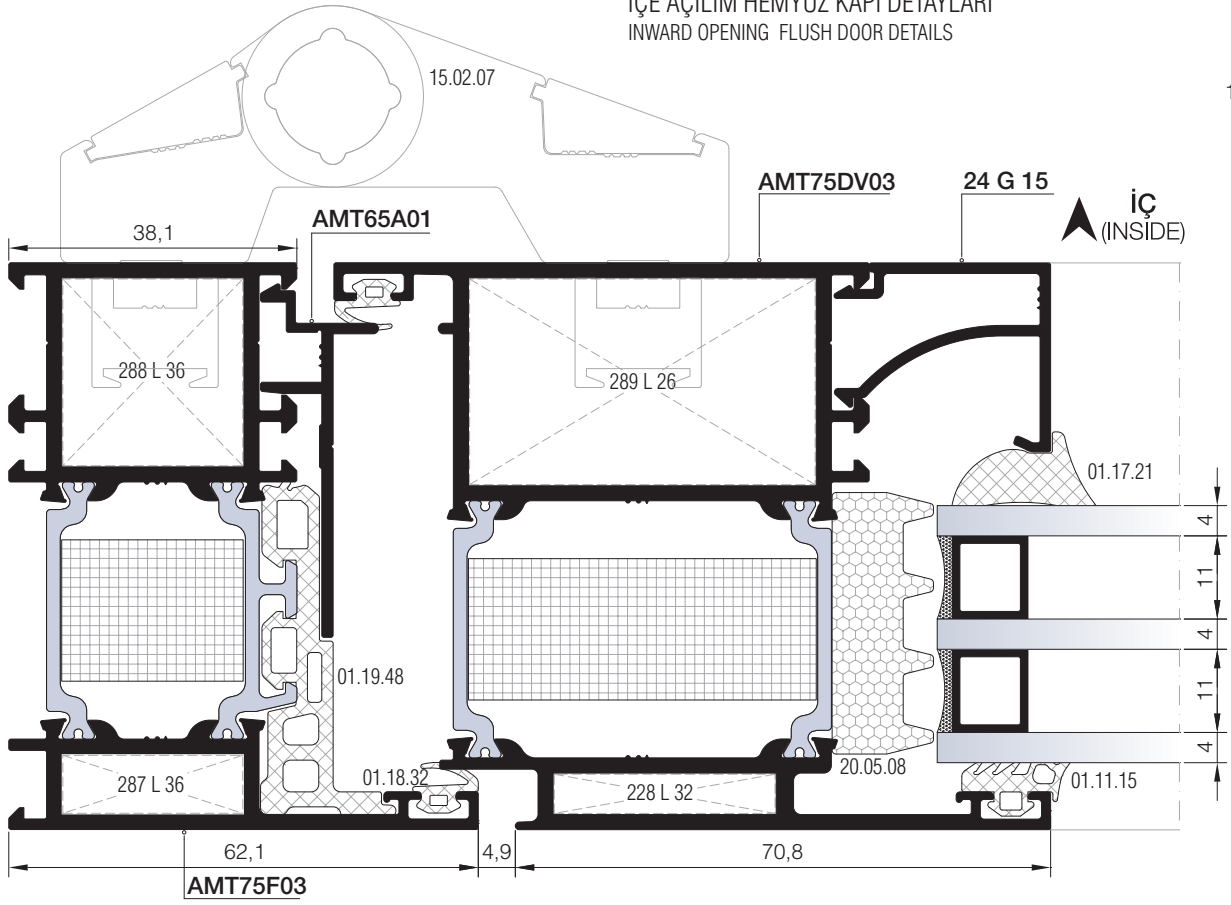 İÇE AÇILIM HEMYÜZ KAPI DETAYLARI
INWARD OPENING FLUSH DOOR DETAILS
15.02.07
AMT75DV03
24 G 15
İÇ
(INSIDE)
AMT65A01
38,1
288 L 36
289 L 26
01.17.21
4
11
4
11
4
01.19.48
01.18.32
20.05.08
01.11.15
287 L 36
228 L 32
62,1
4,9
70,8
AMT75F03